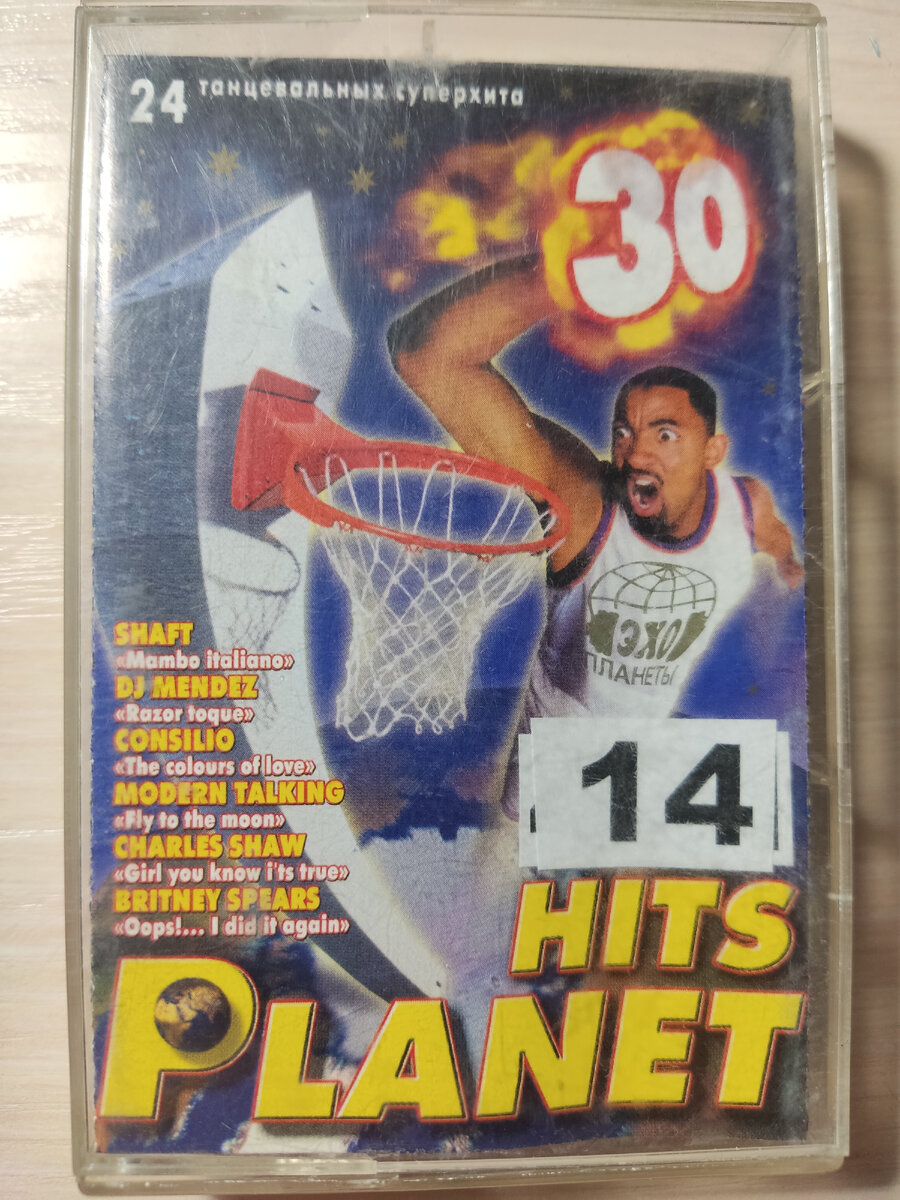 24 танцевальных суперхита
30
ЭХО
ПЛАНЕТЫ
SHAFT
«Mambo italiano»
DJ MENDEZ
«Razor toque»
CONSILIO
«The colours of love»
MODERN TALKING
«Fly to the moon»
CHARLES SHAW
«Girl you know i'ts true»
BRITNEY SPEARS
«Oops!... I did it again»
14
HITS
PLANET